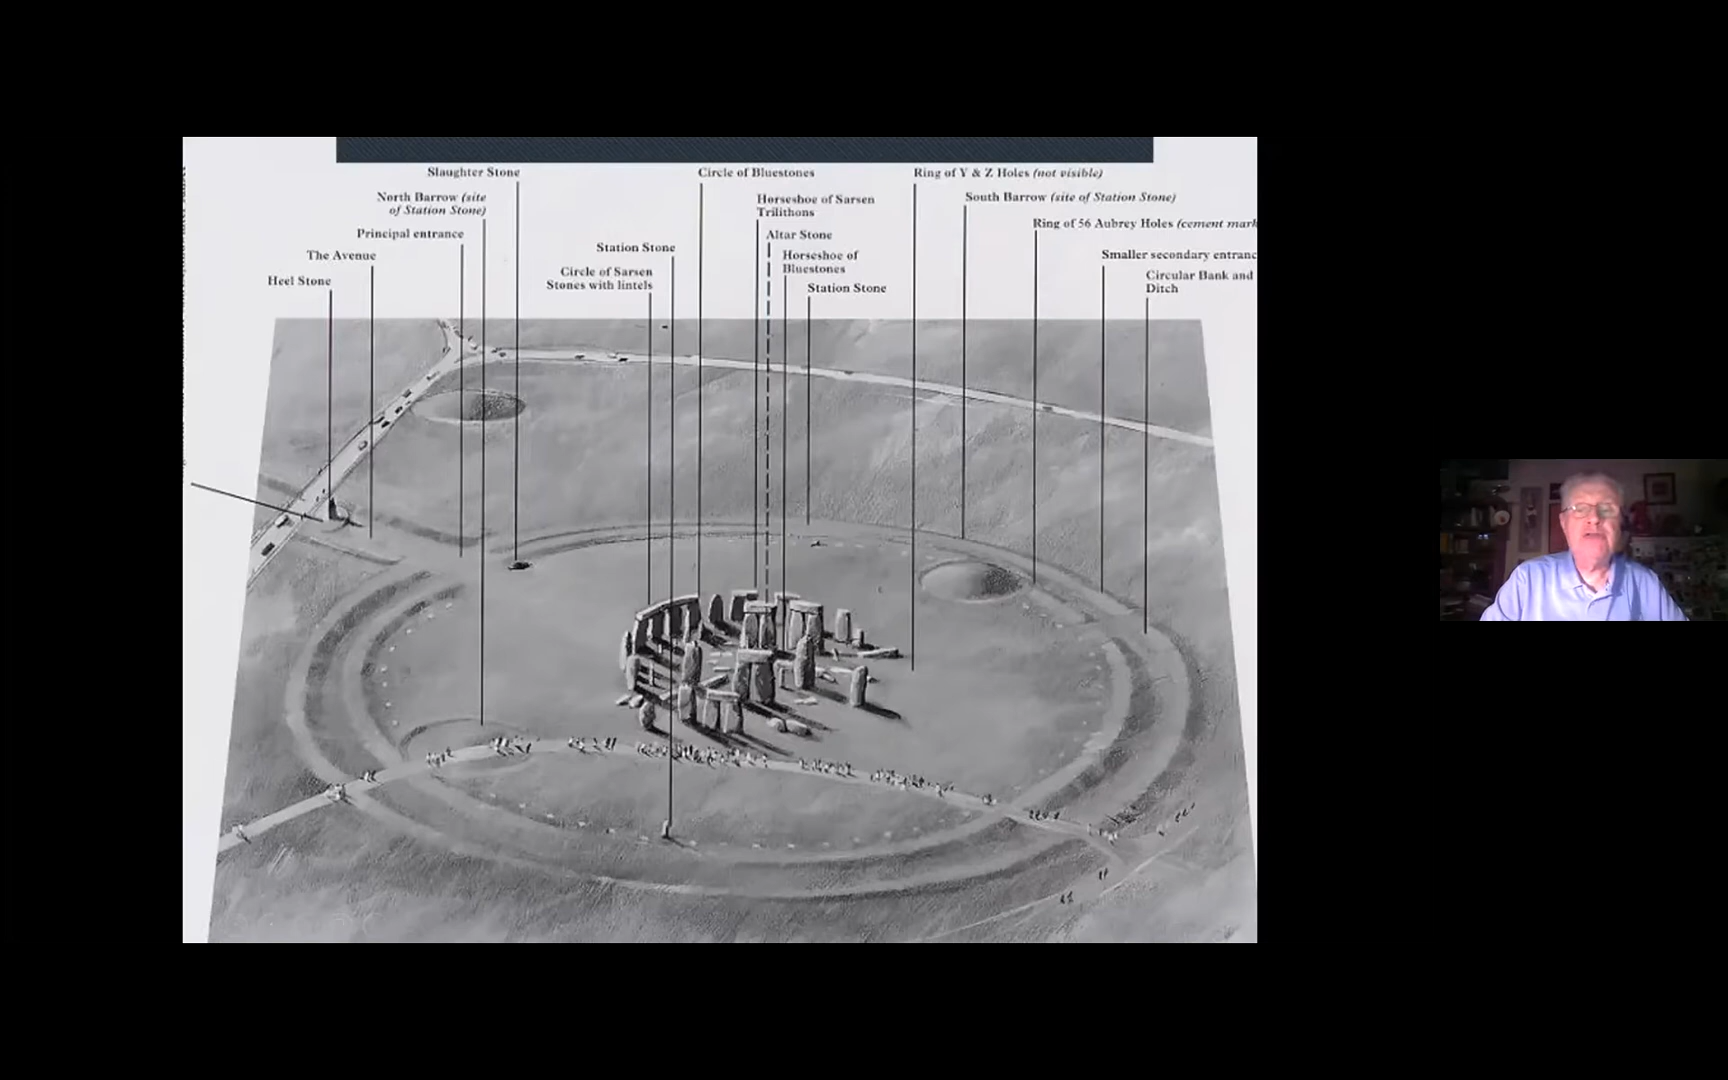 Slaughter Stone
Circle of Bluestones
Ring of Y & Z Holes (not visible)
North Barrow (site
of Station Stone)
Horseshoe of Sarsen
Trilithons
South Barrow (site of Station Stone)
Ring of 56 Aubrey Holes (cement mark
Principal entrance
Altar Stone
Station Stone
The Avenue
Horseshoe of
Bluestones
Smaller secondary entranc
Circle of Sarsen
Stones with lintels
Circular Bank and
Ditch
Heel Stone
Station Stone